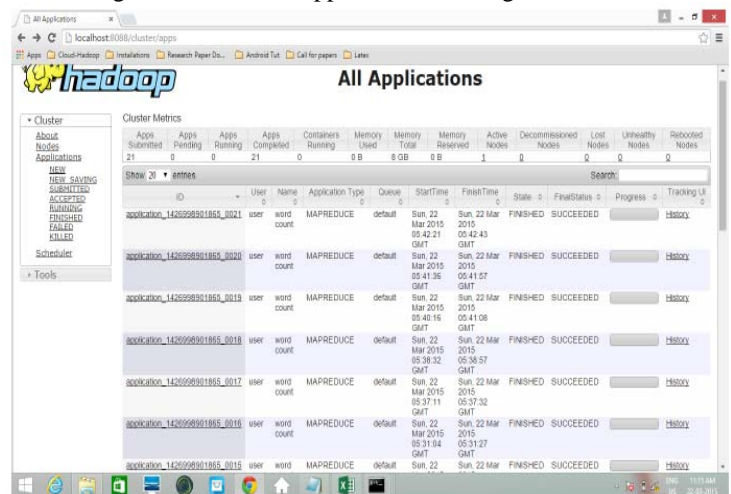 All Applications
localhost:8088/cluster/apps
Apps Cloud-Hadoop Installations Research Paper Do... Android Tut Call for papers Latex
hadoop
All Applications
Cluster
About
Nodes
Applications
NEW
NEW_SAVING
SUBMITTED
ACCEPTED
RUNNING
FINISHED
FAILED
KILLED
Scheduler
Tools
Cluster Metrics
Apps Submitted Apps Pending Apps Running Apps Completed Containers Running Memory Used Memory Total Memory Reserved Active Nodes Decommissioned Nodes Lost Nodes Unhealthy Nodes Rebooted Nodes
21 0 0 21 0 0 B 8 GB 0 B 1 0 0 0 0
Show 20 entries Search:
ID User Name Application Type Queue StartTime FinishTime State FinalStatus Progress Tracking UI
application_1426998901865_0021 user word count MAPREDUCE default Sun, 22 Mar 2015 05:42:21 GMT Sun, 22 Mar 2015 05:42:43 GMT FINISHED SUCCEEDED History
application_1426998901865_0020 user word count MAPREDUCE default Sun, 22 Mar 2015 05:41:36 GMT Sun, 22 Mar 2015 05:41:57 GMT FINISHED SUCCEEDED History
application_1426998901865_0019 user word count MAPREDUCE default Sun, 22 Mar 2015 05:40:16 GMT Sun, 22 Mar 2015 05:41:08 GMT FINISHED SUCCEEDED History
application_1426998901865_0018 user word count MAPREDUCE default Sun, 22 Mar 2015 05:38:32 GMT Sun, 22 Mar 2015 05:38:57 GMT FINISHED SUCCEEDED History
application_1426998901865_0017 user word count MAPREDUCE default Sun, 22 Mar 2015 05:37:11 GMT Sun, 22 Mar 2015 05:37:32 GMT FINISHED SUCCEEDED History
application_1426998901865_0016 user word count MAPREDUCE default Sun, 22 Mar 2015 05:31:04 GMT Sun, 22 Mar 2015 05:31:27 GMT FINISHED SUCCEEDED History
application_1426998901865_0015 user word MAPREDUCE default Sun, 22 Sun, 22 Mar FINISHED SUCCEEDED History
ENG 11:11 AM
22-03-2015